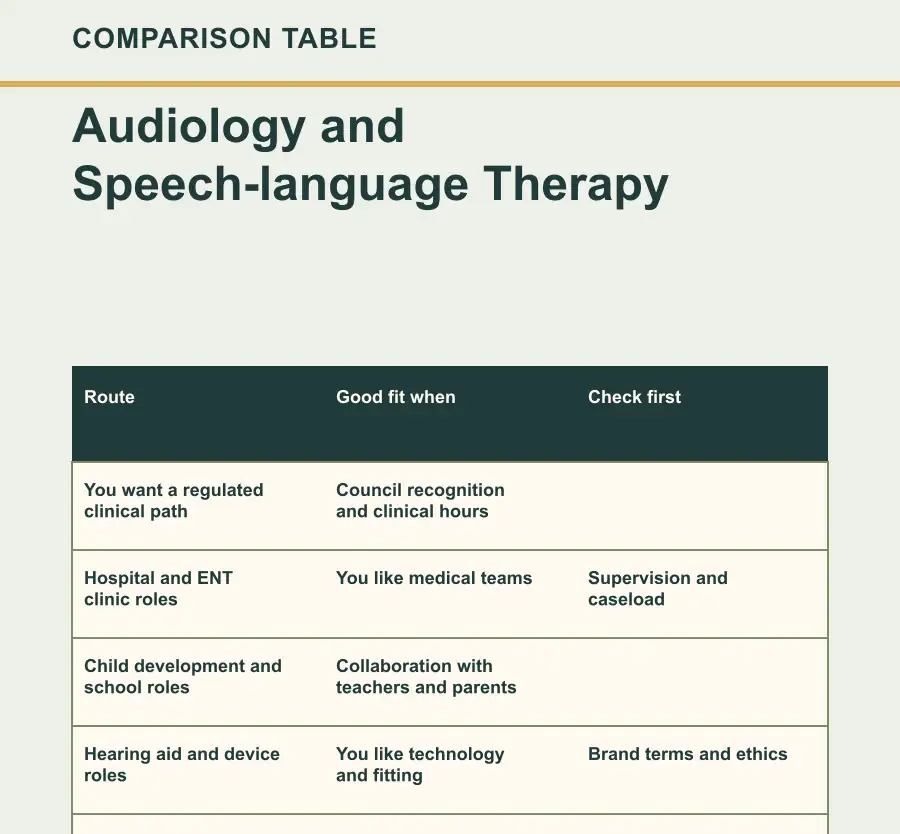 COMPARISON TABLE
Audiology and
Speech-language Therapy
Route Good fit when Check first
You want a regulated Council recognition
clinical path and clinical hours
Hospital and ENT You like medical teams Supervision and
clinic roles caseload
Child development and Collaboration with
school roles teachers and parents
Hearing aid and device You like technology Brand terms and ethics
roles and fitting